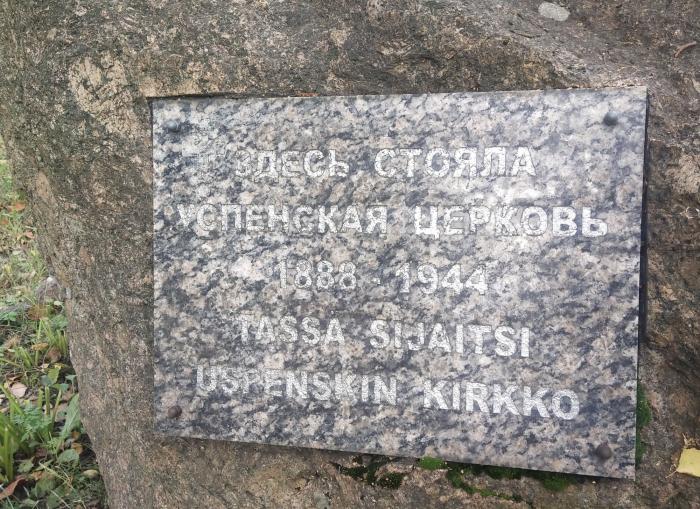 ЗДЕСЬ СТОЯЛА
УСПЕНСКАЯ ЦЕРКОВЬ
1888 - 1944
TASSA SIJAITSI
USPENSKIN KIRKKO